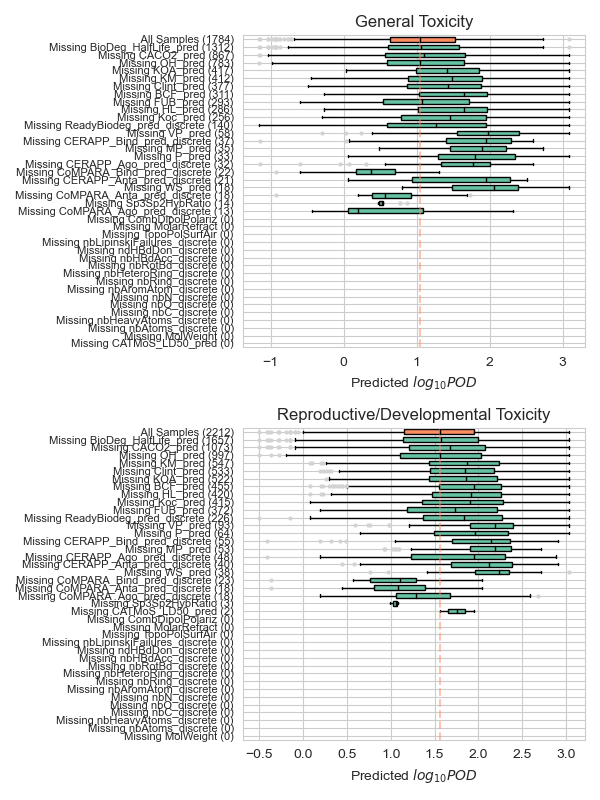 General Toxicity
All Samples (1784)
Missing BioDeg_HalfLife_pred (1312)
Missing CACO2_pred (867)
Missing OH_pred (783)
Missing KOA_pred (417)
Missing KM_pred (412)
Missing Clint_pred (377)
Missing BCF_pred (311)
Missing FUB_pred (293)
Missing HL_pred (286)
Missing Koc_pred (256)
Missing ReadyBiodeg_pred_discrete (140)
Missing VP_pred (58)
Missing CERAPP_Bind_pred_discrete (37)
Missing MP_pred (35)
Missing P_pred (33)
Missing CERAPP_Ago_pred_discrete (32)
Missing CoMPARA_Bind_pred_discrete (22)
Missing CERAPP_Anta_pred_discrete (21)
Missing WS_pred (18)
Missing CoMPARA_Anta_pred_discrete (18)
Missing Sp3Sp2HybRatio (14)
Missing CoMPARA_Ago_pred_discrete (13)
Missing CombDipolPolariz (0)
Missing MolarRefract (0)
Missing TopoPolSurfAir (0)
Missing nbLipinskiFailures_discrete (0)
Missing ndHBdDon_discrete (0)
Missing nbHBdAcc_discrete (0)
Missing nbRotBd_discrete (0)
Missing nbHeteroRing_discrete (0)
Missing nbRing_discrete (0)
Missing nbAromAtom_discrete (0)
Missing nbN_discrete (0)
Missing nbO_discrete (0)
Missing nbC_discrete (0)
Missing nbHeavyAtoms_discrete (0)
Missing nbAtoms_discrete (0)
Missing MolWeight (0)
Missing CATMoS_LD50_pred (0)
−1 0 1 2 3
Predicted log10POD
Reproductive/Developmental Toxicity
All Samples (2212)
Missing BioDeg_HalfLife_pred (1657)
Missing CACO2_pred (1073)
Missing OH_pred (997)
Missing KM_pred (547)
Missing Clint_pred (533)
Missing KOA_pred (522)
Missing BCF_pred (455)
Missing HL_pred (420)
Missing Koc_pred (415)
Missing FUB_pred (372)
Missing ReadyBiodeg_pred_discrete (226)
Missing VP_pred (93)
Missing P_pred (64)
Missing CERAPP_Bind_pred_discrete (55)
Missing MP_pred (53)
Missing CERAPP_Ago_pred_discrete (48)
Missing CERAPP_Anta_pred_discrete (40)
Missing WS_pred (38)
Missing CoMPARA_Bind_pred_discrete (23)
Missing CoMPARA_Anta_pred_discrete (18)
Missing CoMPARA_Ago_pred_discrete (18)
Missing Sp3Sp2HybRatio (3)
Missing CATMoS_LD50_pred (2)
Missing CombDipolPolariz (0)
Missing MolarRefract (0)
Missing TopoPolSurfAir (0)
Missing nbLipinskiFailures_discrete (0)
Missing ndHBdDon_discrete (0)
Missing nbHBdAcc_discrete (0)
Missing nbRotBd_discrete (0)
Missing nbHeteroRing_discrete (0)
Missing nbRing_discrete (0)
Missing nbAromAtom_discrete (0)
Missing nbN_discrete (0)
Missing nbO_discrete (0)
Missing nbC_discrete (0)
Missing nbHeavyAtoms_discrete (0)
Missing nbAtoms_discrete (0)
Missing MolWeight (0)
−0.5 0.0 0.5 1.0 1.5 2.0 2.5 3.0
Predicted log10POD